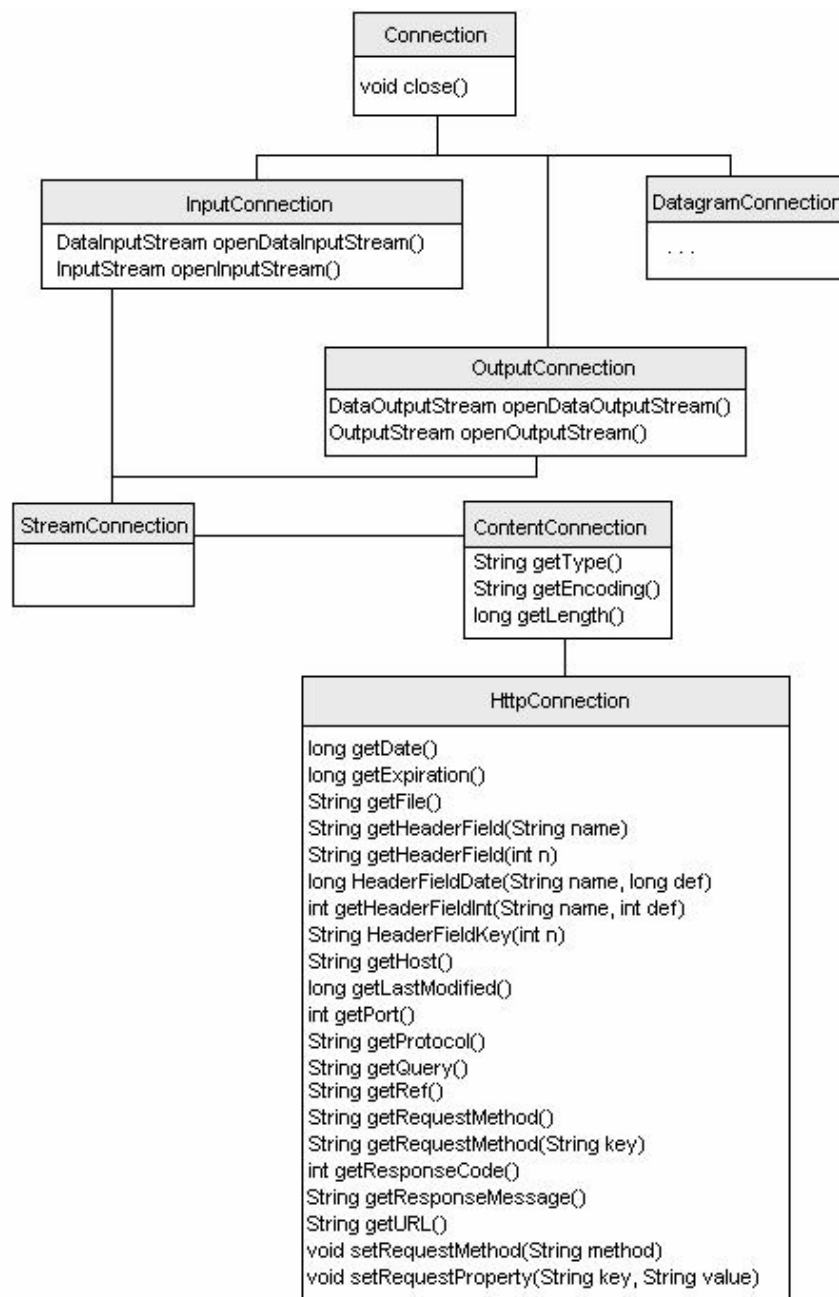 Connection
void close()
InputConnection
DataInputStream openDataInputStream()
InputStream openInputStream()
DatagramConnection
. . .
OutputConnection
DataOutputStream openDataOutputStream()
OutputStream openOutputStream()
StreamConnection
ContentConnection
String getType()
String getEncoding()
long getLength()
HttpConnection
long getDate()
long getExpiration()
String getFile()
String getHeaderField(String name)
String getHeaderField(int n)
long HeaderFieldDate(String name, long def)
int getHeaderFieldInt(String name, int def)
String HeaderFieldKey(int n)
String getHost()
long getLastModified()
int getPort()
String getProtocol()
String getQuery()
String getRef()
String getRequestMethod()
String getRequestMethod(String key)
int getResponseCode()
String getResponseMessage()
String getURL()
void setRequestMethod(String method)
void setRequestProperty(String key, String value)